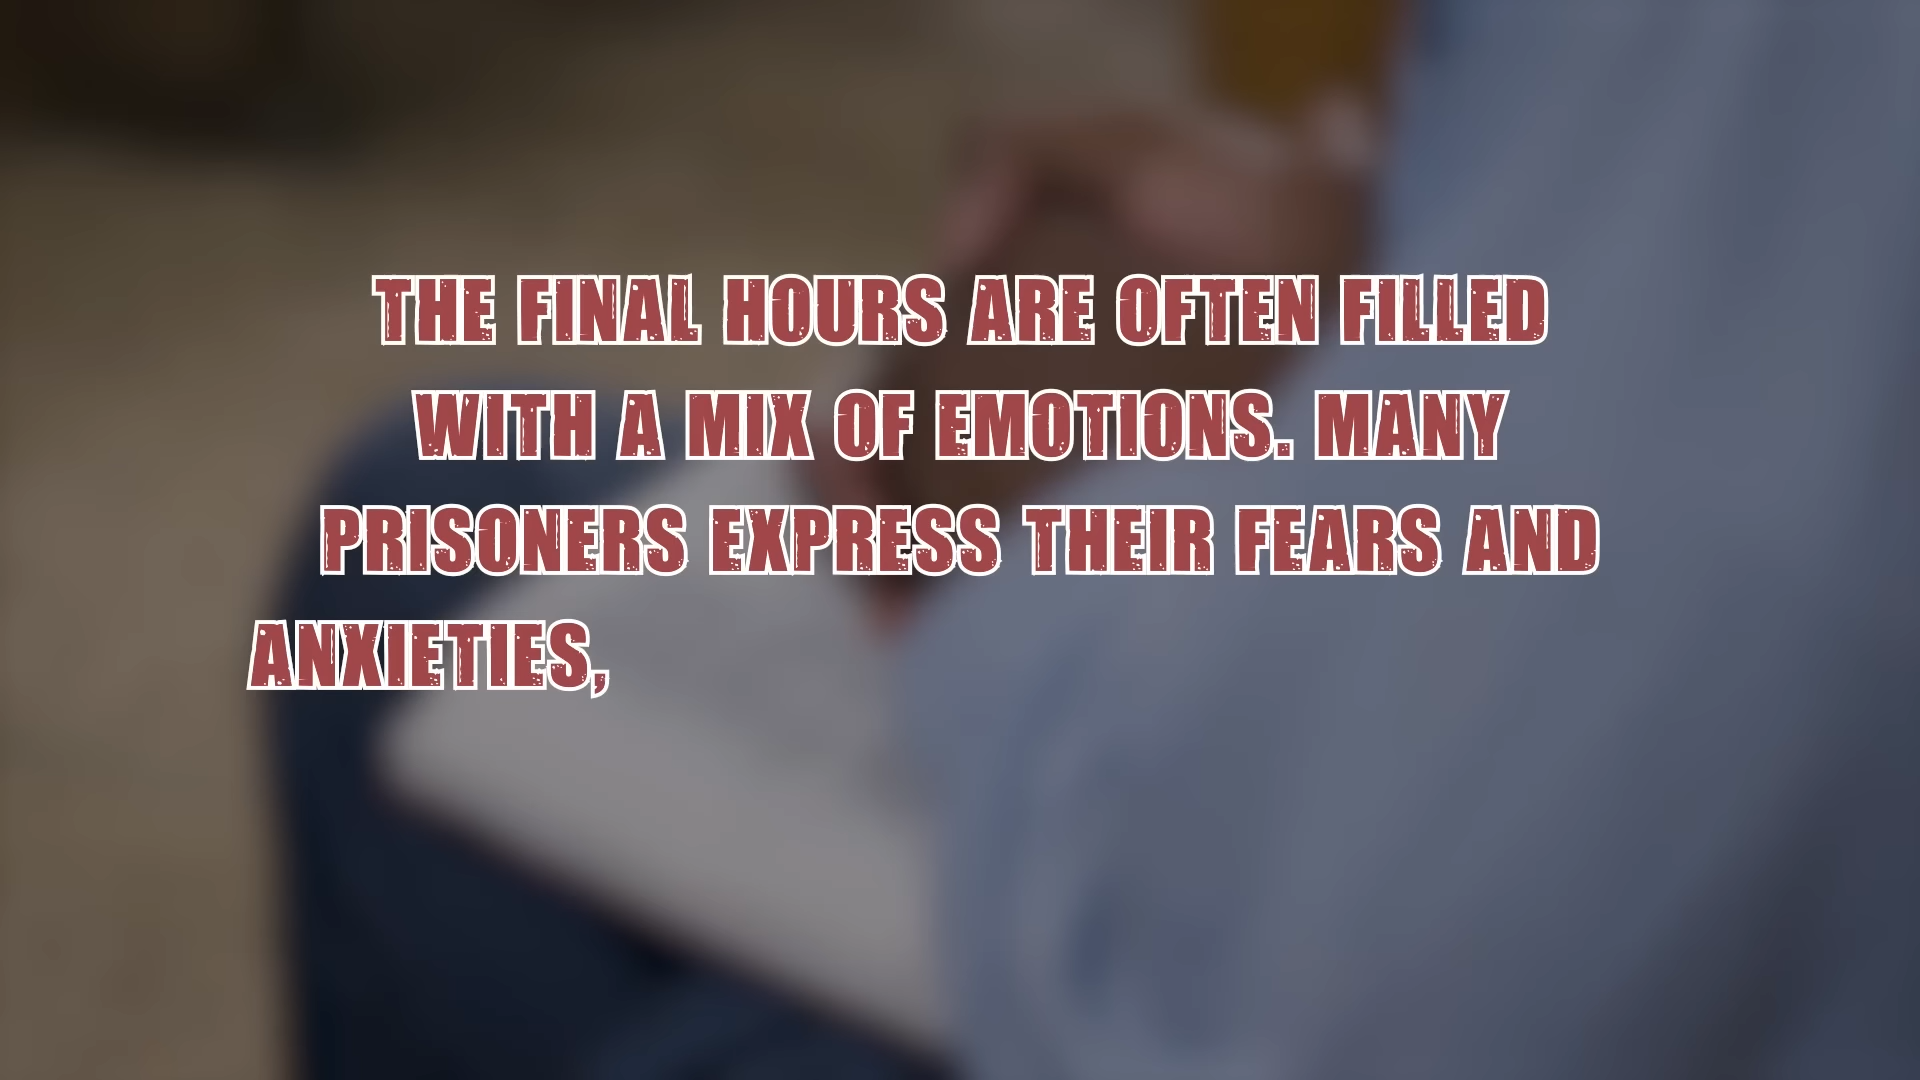 THE FINAL HOURS ARE OFTEN FILLED
WITH A MIX OF EMOTIONS. MANY
PRISONERS EXPRESS THEIR FEARS AND
ANXIETIES,